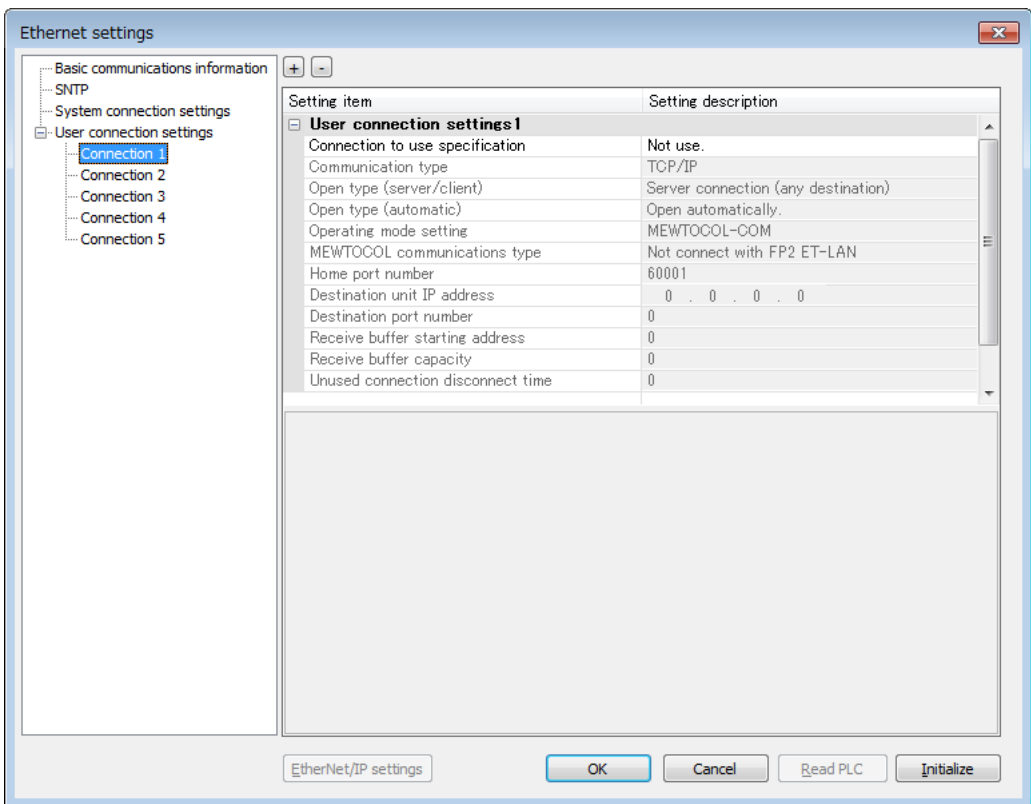 Ethernet settings
Basic communications information
SNTP
System connection settings
User connection settings
Connection 1
Connection 2
Connection 3
Connection 4
Connection 5
+ -
Setting item Setting description
User connection settings1
Connection to use specification Not use.
Communication type TCP/IP
Open type (server/client) Server connection (any destination)
Open type (automatic) Open automatically.
Operating mode setting MEWTOCOL-COM
MEWTOCOL communications type Not connect with FP2 ET-LAN
Home port number 60001
Destination unit IP address 0 . 0 . 0 . 0
Destination port number 0
Receive buffer starting address 0
Receive buffer capacity 0
Unused connection disconnect time 0
EtherNet/IP settings OK Cancel Read PLC Initialize